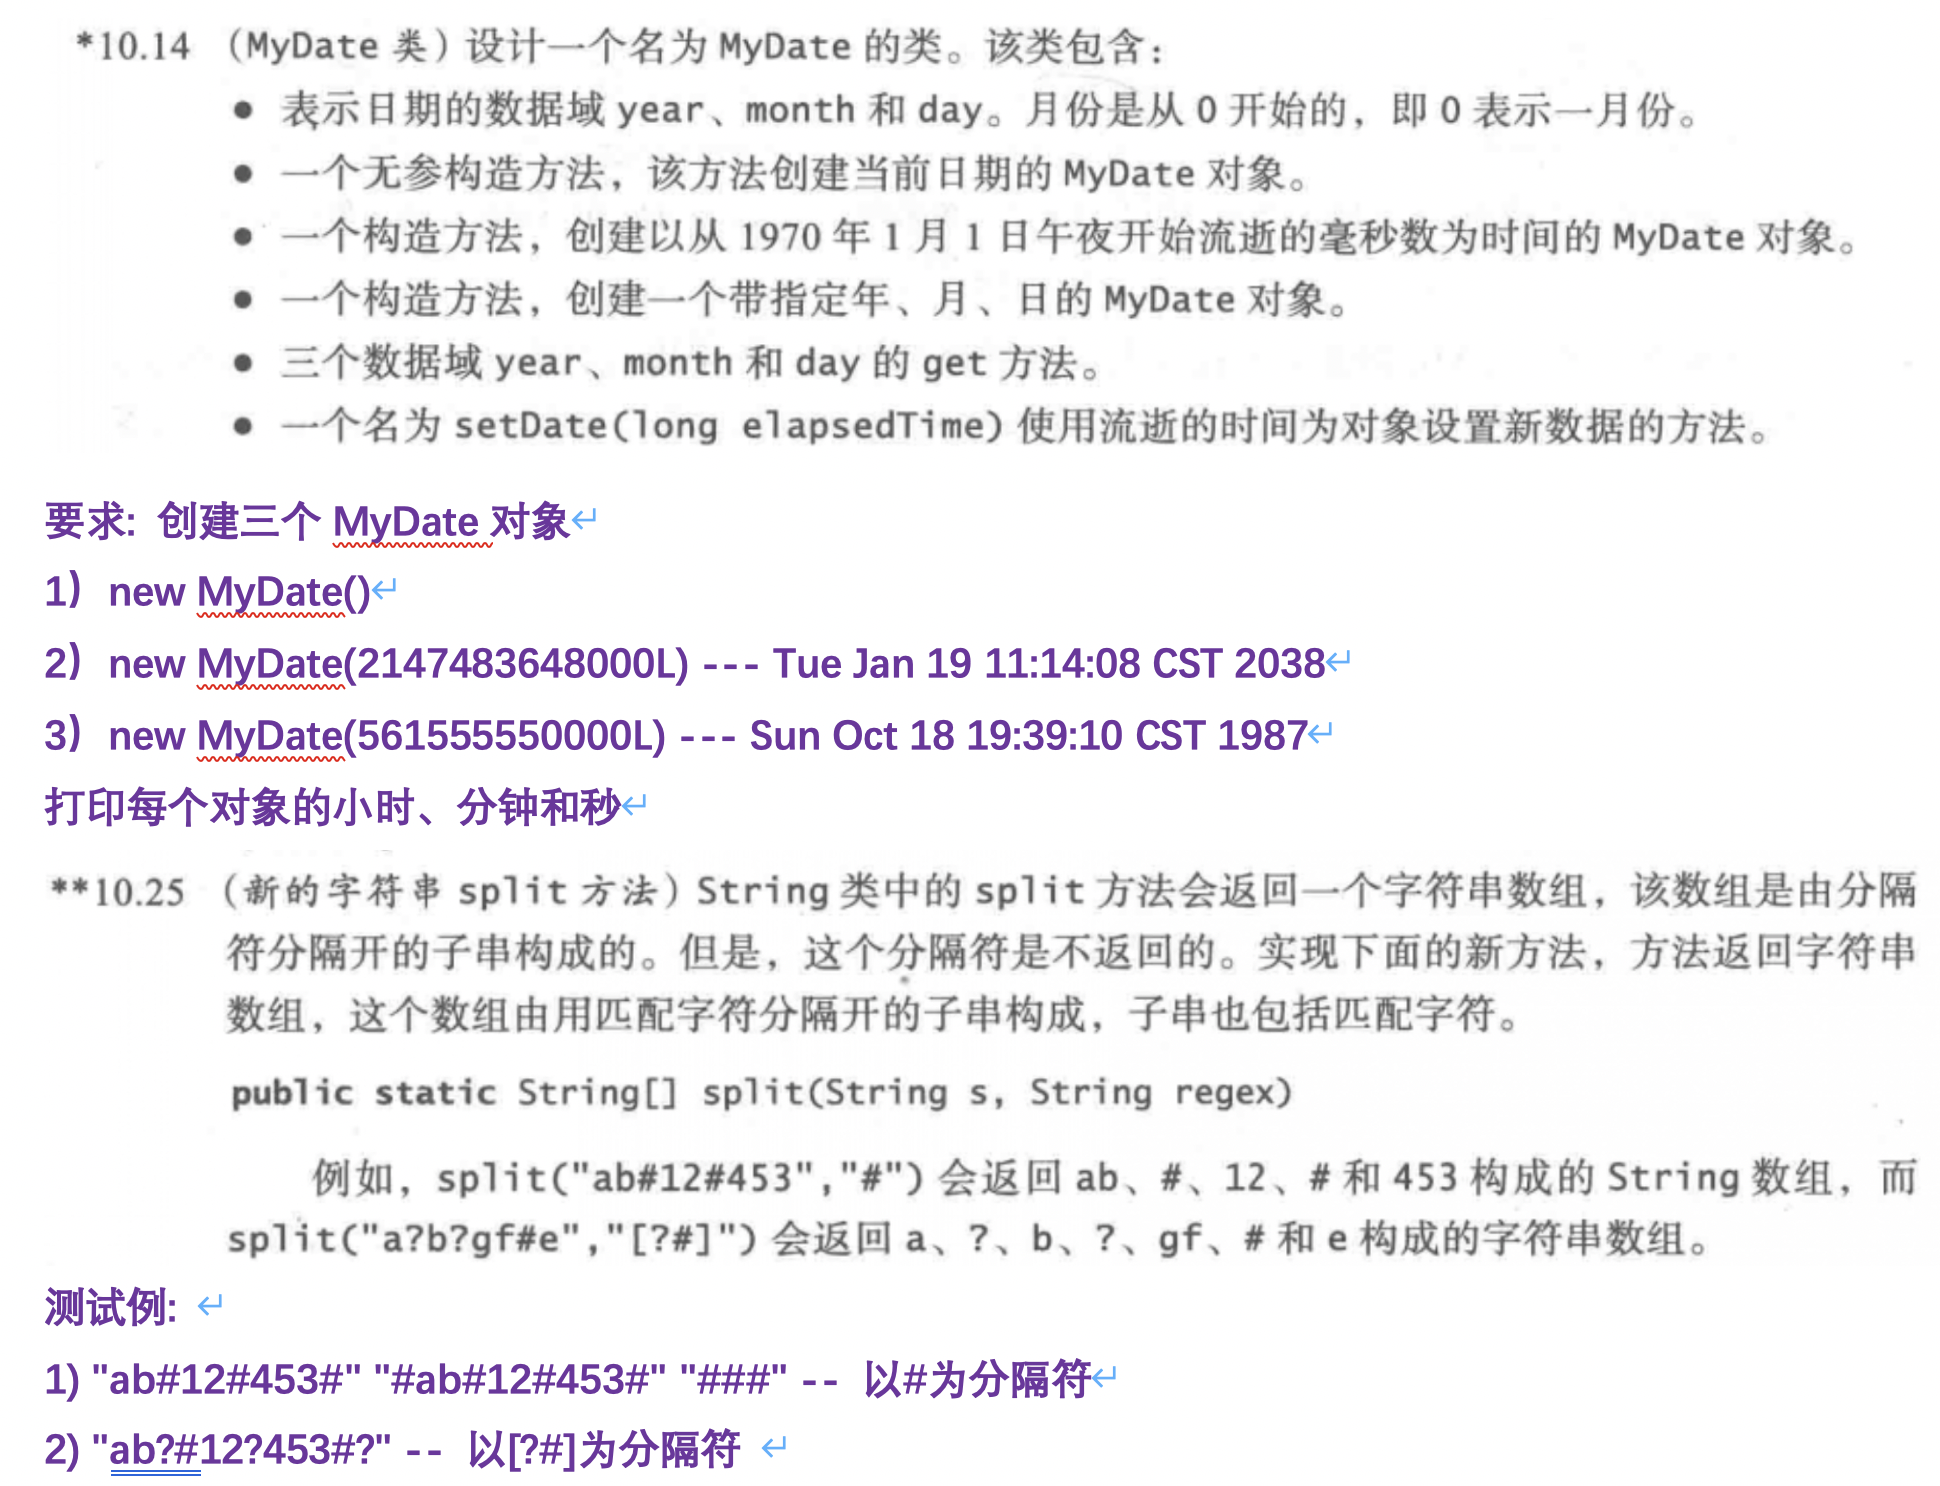 *10.14 （MyDate 类）设计一个名为 MyDate 的类。该类包含：
● 表示日期的数据域 year、month 和 day。月份是从 0 开始的，即 0 表示一月份。
● 一个无参构造方法，该方法创建当前日期的 MyDate 对象。
● 一个构造方法，创建以从 1970 年 1 月 1 日午夜开始流逝的毫秒数为时间的 MyDate 对象。
● 一个构造方法，创建一个带指定年、月、日的 MyDate 对象。
● 三个数据域 year、month 和 day 的 get 方法。
● 一个名为 setDate(long elapsedTime) 使用流逝的时间为对象设置新数据的方法。
要求: 创建三个 MyDate 对象↵
1) new MyDate()↵
2) new MyDate(2147483648000L) --- Tue Jan 19 11:14:08 CST 2038↵
3) new MyDate(561555550000L) --- Sun Oct 18 19:39:10 CST 1987↵
打印每个对象的小时、分钟和秒↵
**10.25 （新的字符串 split 方法）String 类中的 split 方法会返回一个字符串数组，该数组是由分隔
符分隔开的子串构成的。但是，这个分隔符是不返回的。实现下面的新方法，方法返回字符串
数组，这个数组由用匹配字符分隔开的子串构成，子串也包括匹配字符。
public static String[] split(String s, String regex)
例如，split("ab#12#453","#") 会返回 ab、#、12、# 和 453 构成的 String 数组，而
split("a?b?gf#e","[?#]") 会返回 a、?、b、?、gf、# 和 e 构成的字符串数组。
测试例: ↵
1) "ab#12#453#" "#ab#12#453#" "###" -- 以#为分隔符↵
2) "ab?#12?453#?" -- 以[?#]为分隔符 ↵